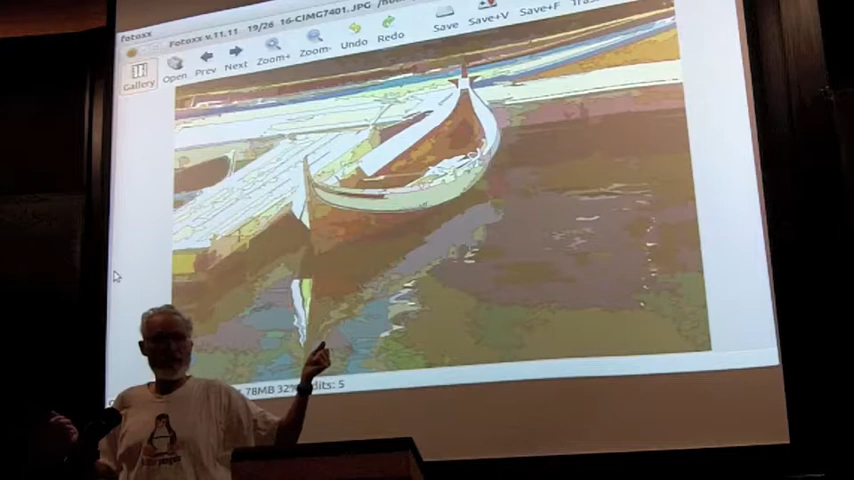 fotoxx
Fotoxx v.11.11 19/26 16-CIMG7401.JPG
Gallery Open Prev Next Zoom+ Zoom- Undo Redo Save Save+V Save+F
78MB 32% edits: 5